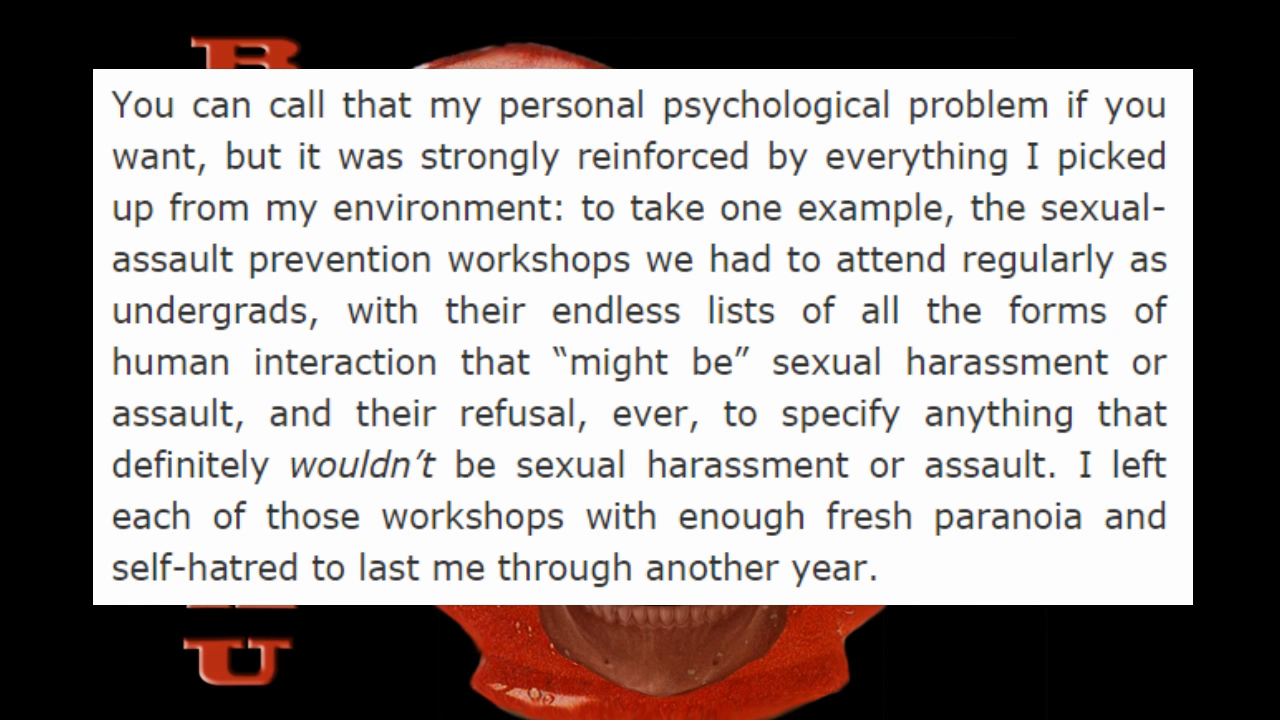 B
You can call that my personal psychological problem if you
want, but it was strongly reinforced by everything I picked
up from my environment: to take one example, the sexual-
assault prevention workshops we had to attend regularly as
undergrads, with their endless lists of all the forms of
human interaction that “might be” sexual harassment or
assault, and their refusal, ever, to specify anything that
definitely wouldn’t be sexual harassment or assault. I left
each of those workshops with enough fresh paranoia and
self-hatred to last me through another year.
U